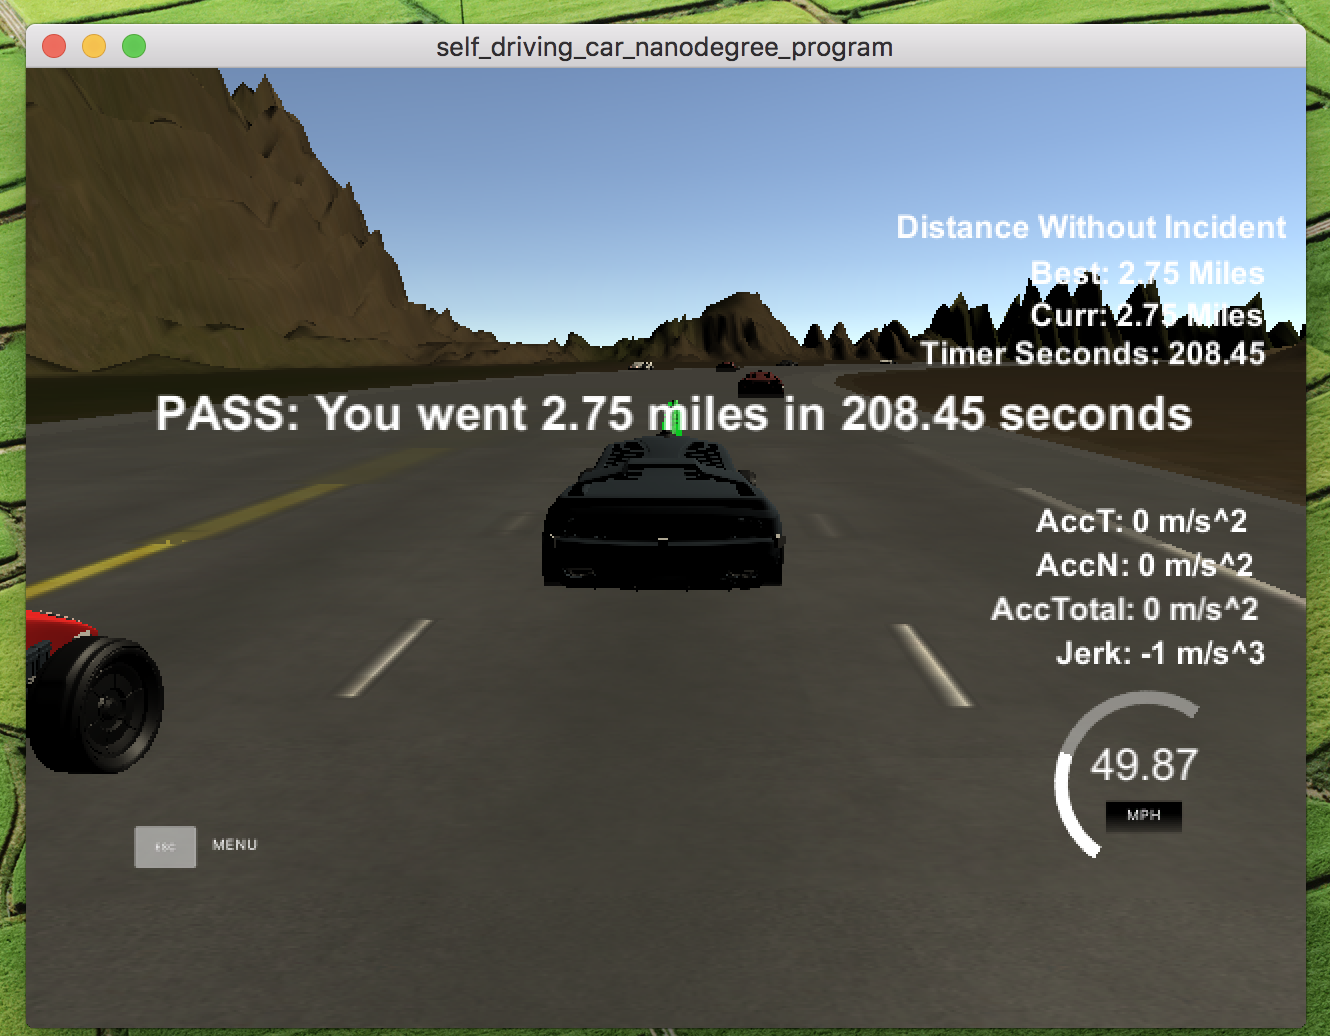 self_driving_car_nanodegree_program
Distance Without Incident
Best: 2.75 Miles
Curr: 2.75 Miles
Timer Seconds: 208.45
PASS: You went 2.75 miles in 208.45 seconds
AccT: 0 m/s^2
AccN: 0 m/s^2
AccTotal: 0 m/s^2
Jerk: -1 m/s^3
49.87
MPH
ESC MENU